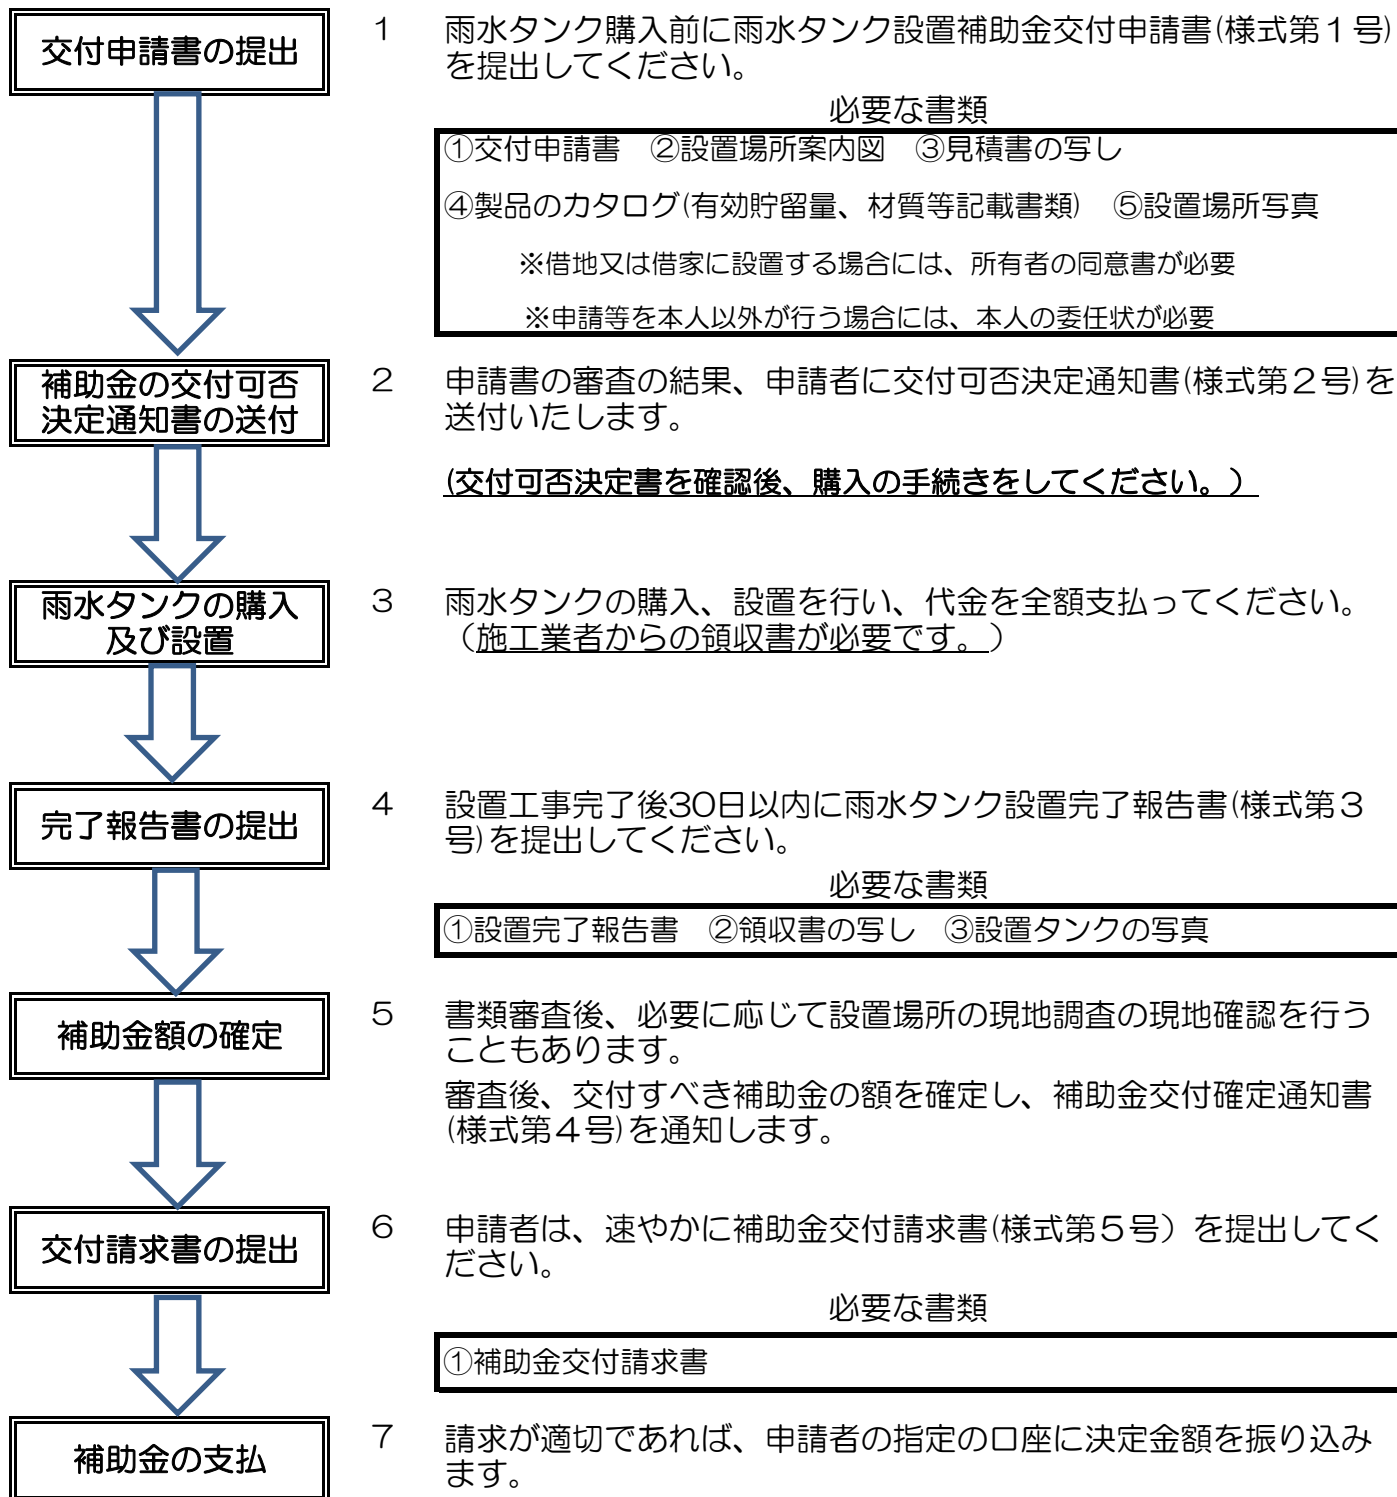 交付申請書の提出
1 雨水タンク購入前に雨水タンク設置補助金交付申請書(様式第1号)
を提出してください。
必要な書類
①交付申請書 ②設置場所案内図 ③見積書の写し
④製品のカタログ(有効貯留量、材質等記載書類) ⑤設置場所写真
※借地又は借家に設置する場合には、所有者の同意書が必要
※申請等を本人以外が行う場合には、本人の委任状が必要
補助金の交付可否
決定通知書の送付
2 申請書の審査の結果、申請者に交付可否決定通知書(様式第2号)を
送付いたします。
(交付可否決定書を確認後、購入の手続きをしてください。)
雨水タンクの購入
及び設置
3 雨水タンクの購入、設置を行い、代金を全額支払ってください。
(施工業者からの領収書が必要です。)
完了報告書の提出
4 設置工事完了後30日以内に雨水タンク設置完了報告書(様式第3
号)を提出してください。
必要な書類
①設置完了報告書 ②領収書の写し ③設置タンクの写真
補助金額の確定
5 書類審査後、必要に応じて設置場所の現地調査の現地確認を行う
こともあります。
審査後、交付すべき補助金の額を確定し、補助金交付確定通知書
(様式第4号)を通知します。
交付請求書の提出
6 申請者は、速やかに補助金交付請求書(様式第5号)を提出してく
ださい。
必要な書類
①補助金交付請求書
補助金の支払
7 請求が適切であれば、申請者の指定の口座に決定金額を振り込み
ます。